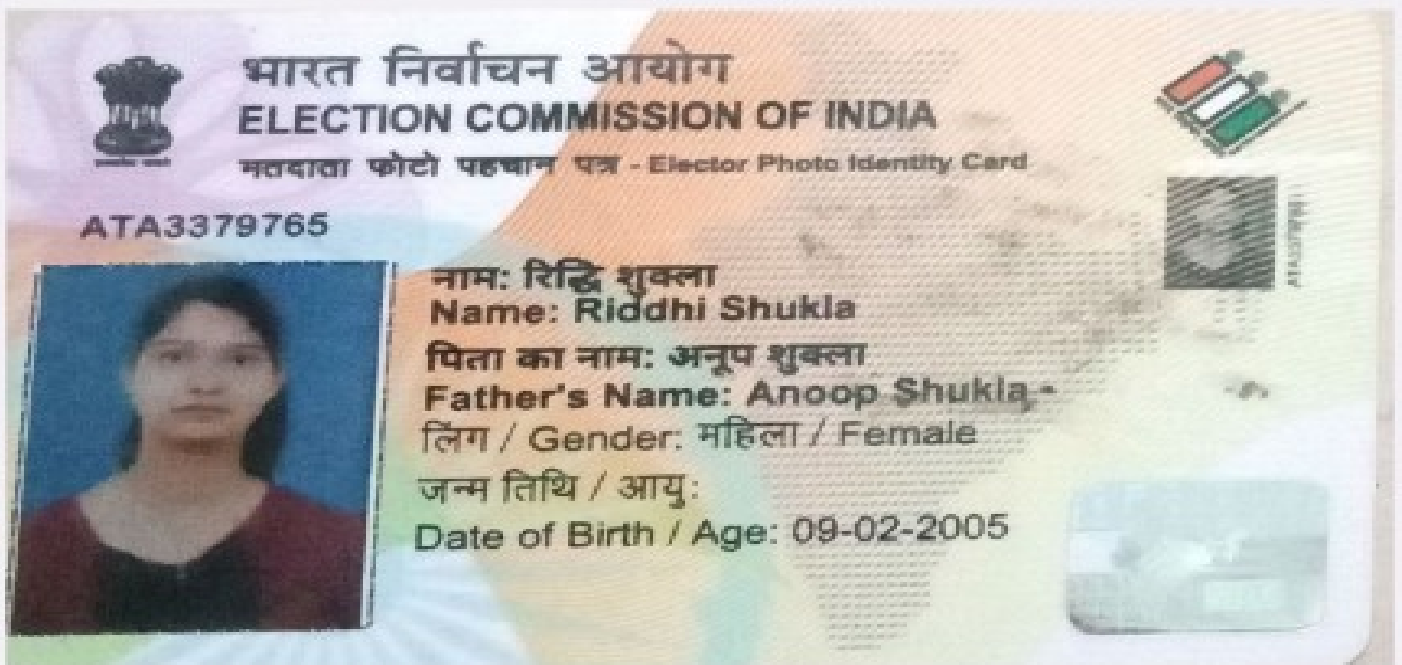 भारत निर्वाचन आयोग
ELECTION COMMISSION OF INDIA
मतदाता फोटो पहचान पत्र - Elector Photo Identity Card
ATA3379765
नाम: रिद्धि शुक्ला
Name: Riddhi Shukla
पिता का नाम: अनूप शुक्ला
Father's Name: Anoop Shukla
लिंग / Gender: महिला / Female
जन्म तिथि / आयु:
Date of Birth / Age: 09-02-2005